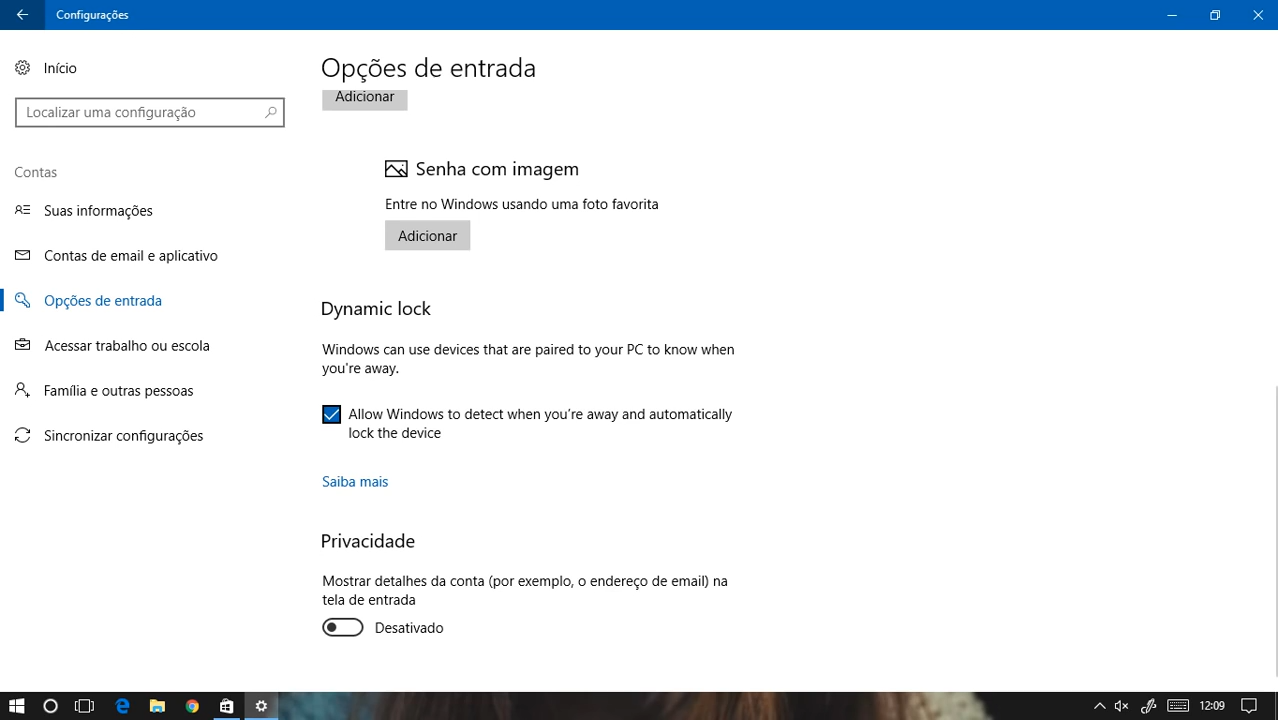 Configurações
Início
Localizar uma configuração
Contas
Suas informações
Contas de email e aplicativo
Opções de entrada
Acessar trabalho ou escola
Família e outras pessoas
Sincronizar configurações
Opções de entrada
Adicionar
Senha com imagem
Entre no Windows usando uma foto favorita
Adicionar
Dynamic lock
Windows can use devices that are paired to your PC to know when
you're away.
Allow Windows to detect when you’re away and automatically
lock the device
Saiba mais
Privacidade
Mostrar detalhes da conta (por exemplo, o endereço de email) na
tela de entrada
Desativado
12:09